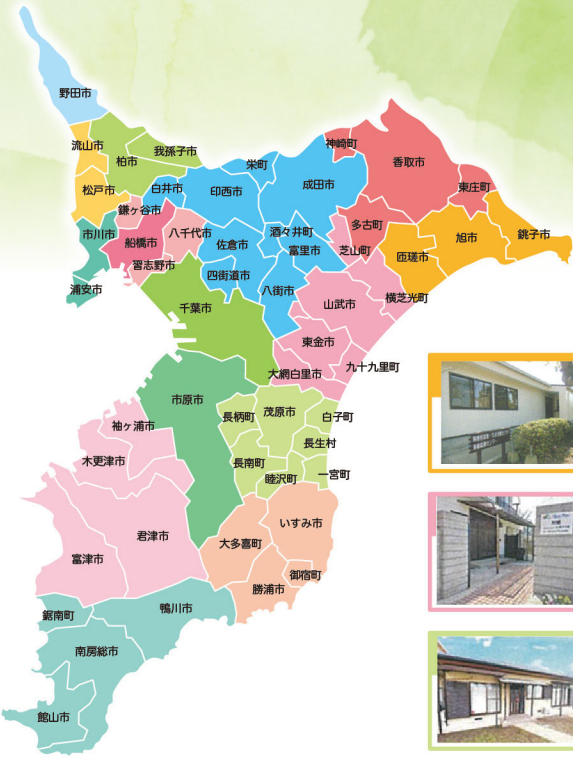 野田市
流山市
柏市
我孫子市
松戸市
鎌ヶ谷市
白井市
印西市
栄町
成田市
神崎町
香取市
東庄町
市川市
船橋市
八千代市
佐倉市
酒々井町
富里市
多古町
芝山町
匝瑳市
旭市
銚子市
浦安市
習志野市
四街道市
八街市
山武市
横芝光町
千葉市
東金市
大網白里市
九十九里町
市原市
袖ヶ浦市
木更津市
長柄町
茂原市
白子町
長生村
長南町
睦沢町
一宮町
君津市
富津市
大多喜町
いすみ市
勝浦市
御宿町
鋸南町
鴨川市
南房総市
館山市